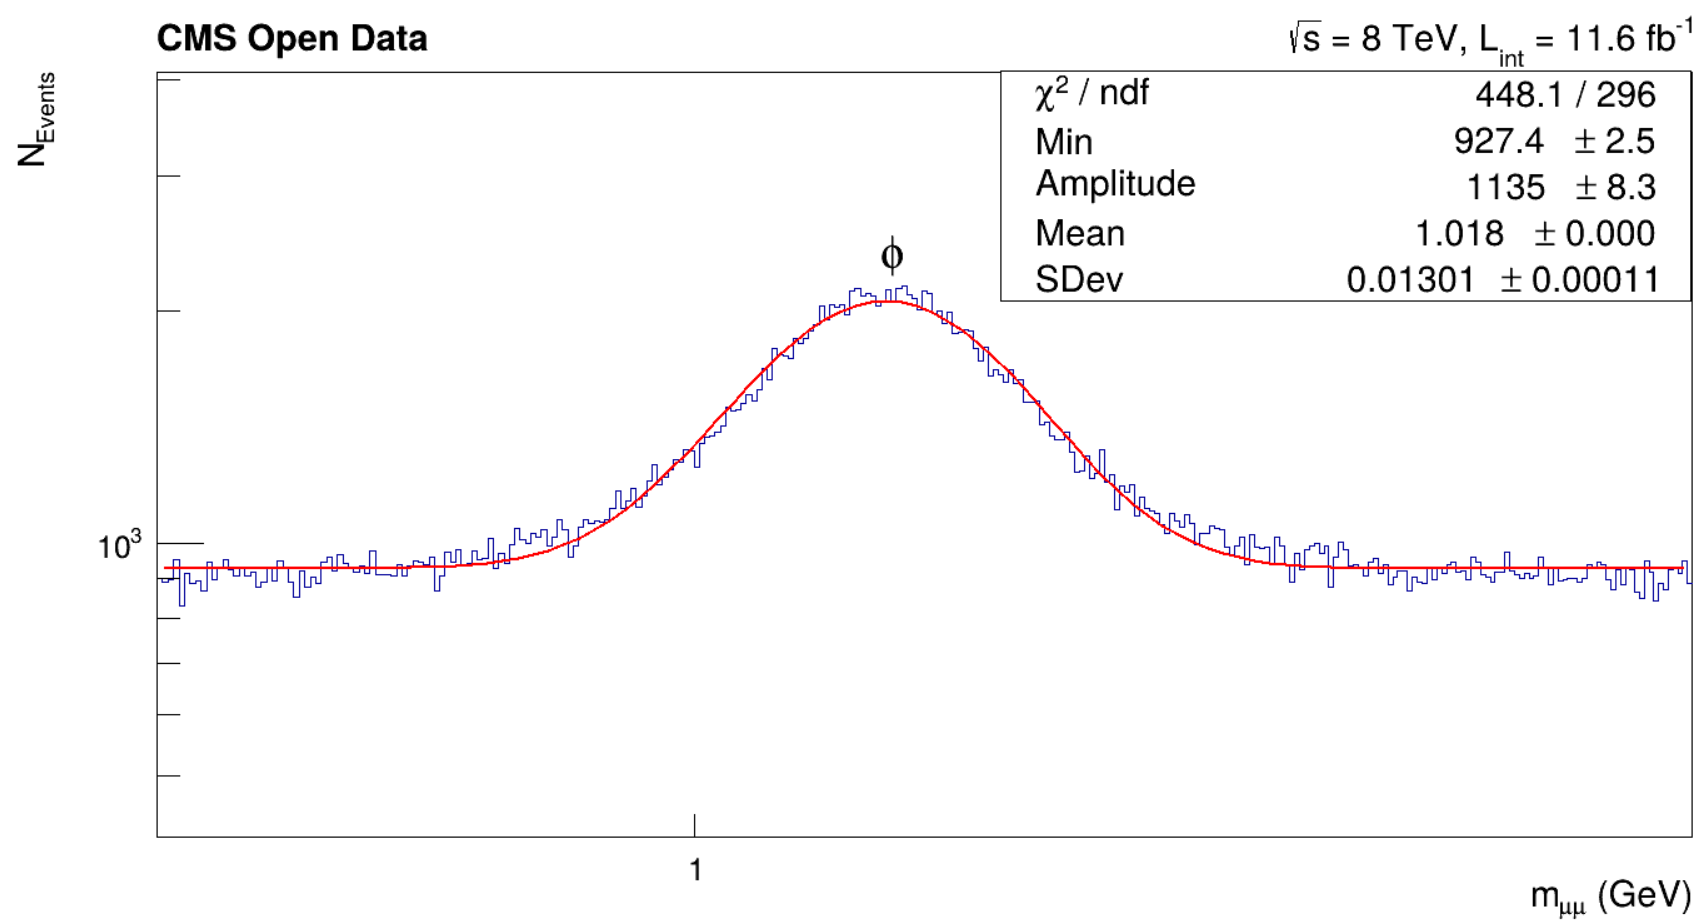 CMS Open Data
√s = 8 TeV, L_int = 11.6 fb⁻¹
N_Events
χ² / ndf 448.1 / 296
Min 927.4 ± 2.5
Amplitude 1135 ± 8.3
Mean 1.018 ± 0.000
SDev 0.01301 ± 0.00011
ϕ
10³
1
m_μμ (GeV)